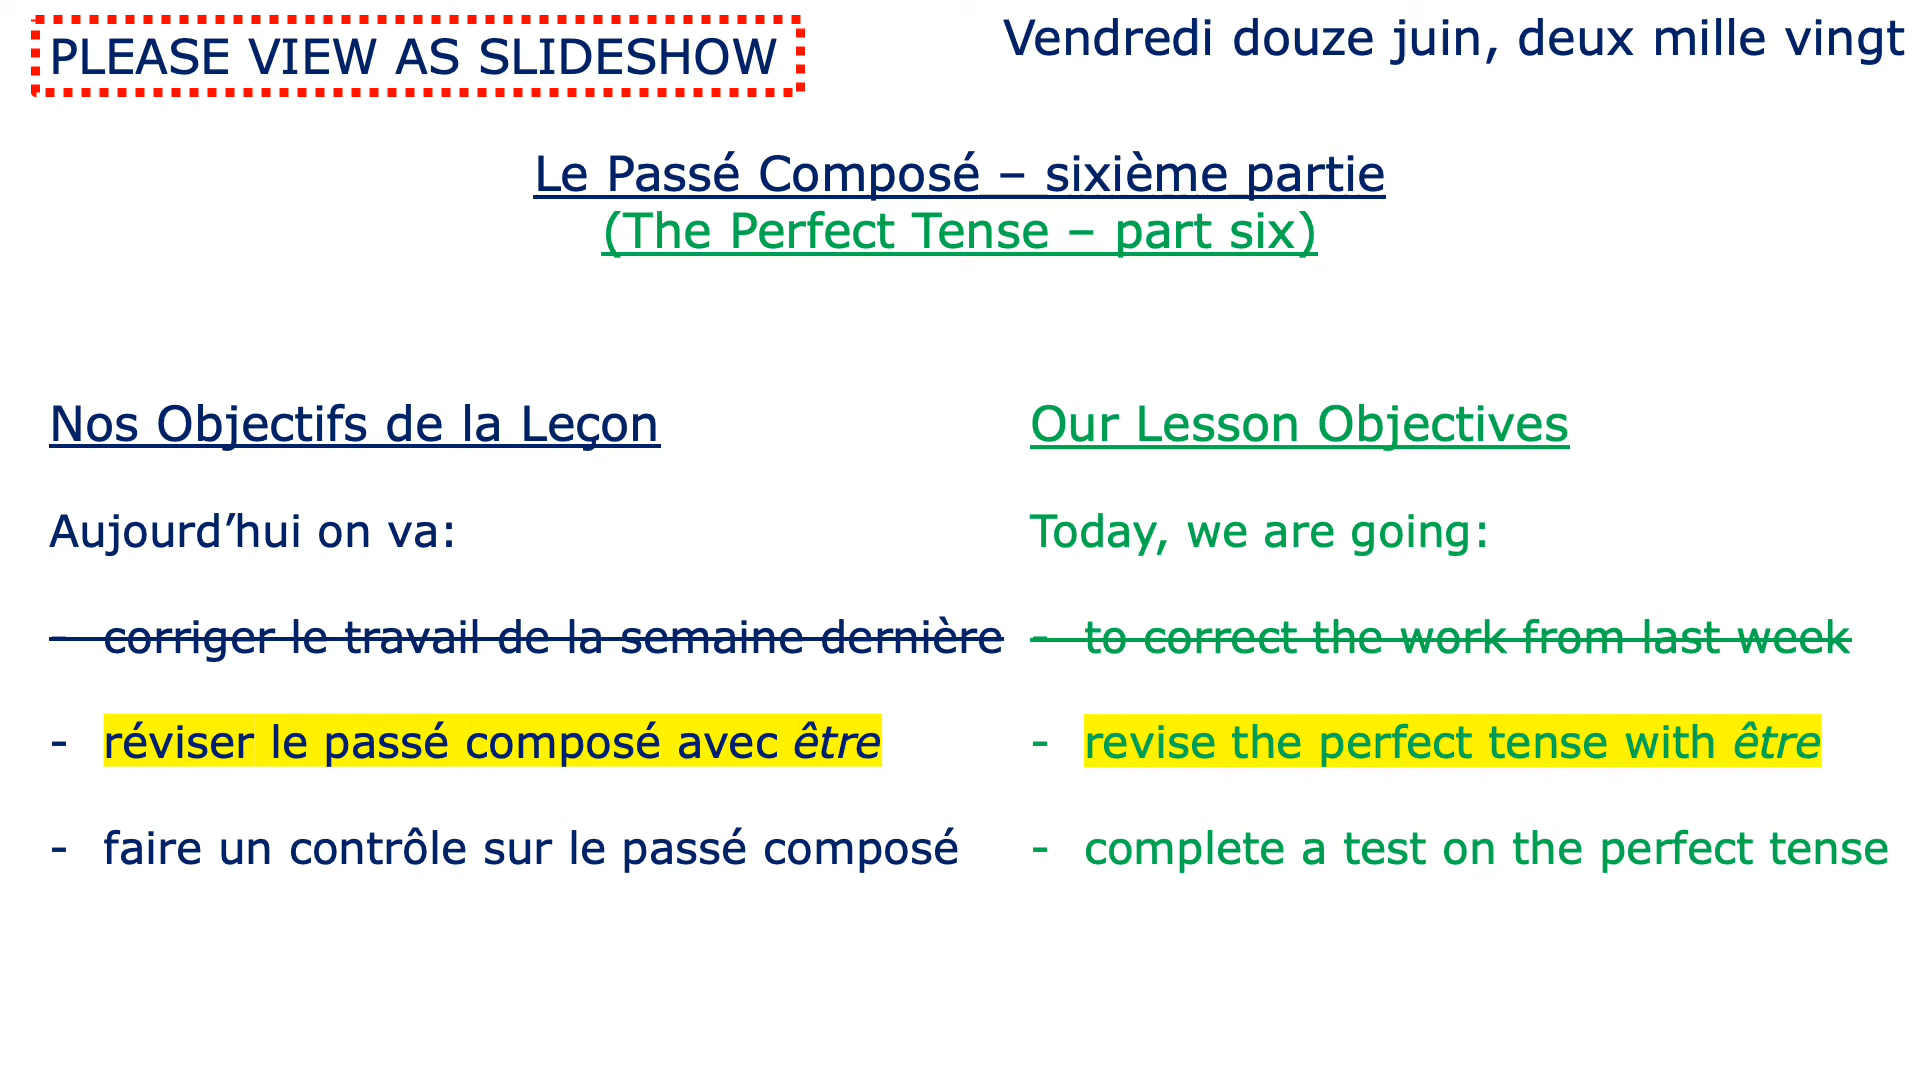 PLEASE VIEW AS SLIDESHOW
Vendredi douze juin, deux mille vingt
Le Passé Composé – sixième partie
(The Perfect Tense – part six)
Nos Objectifs de la Leçon
Aujourd’hui on va:
- corriger le travail de la semaine dernière
- réviser le passé composé avec être
- faire un contrôle sur le passé composé
Our Lesson Objectives
Today, we are going:
- to correct the work from last week
- revise the perfect tense with être
- complete a test on the perfect tense